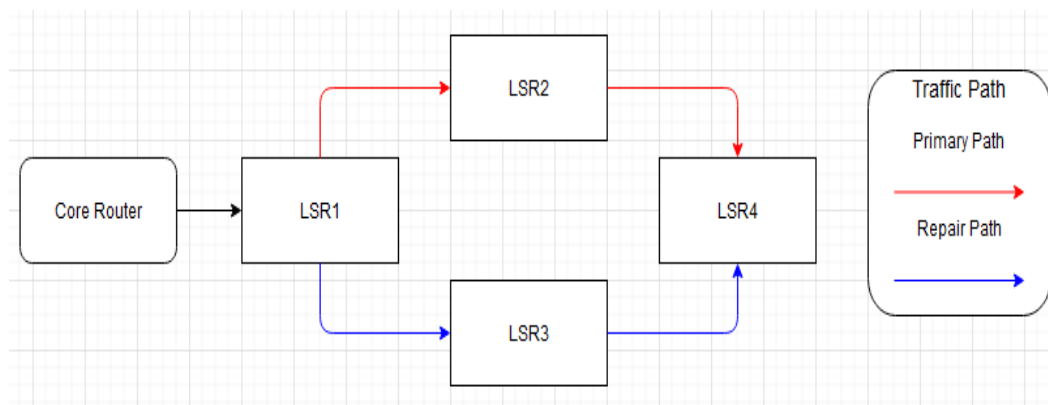 LSR2
Traffic Path
Primary Path
Core Router
LSR1
LSR4
Repair Path
LSR3